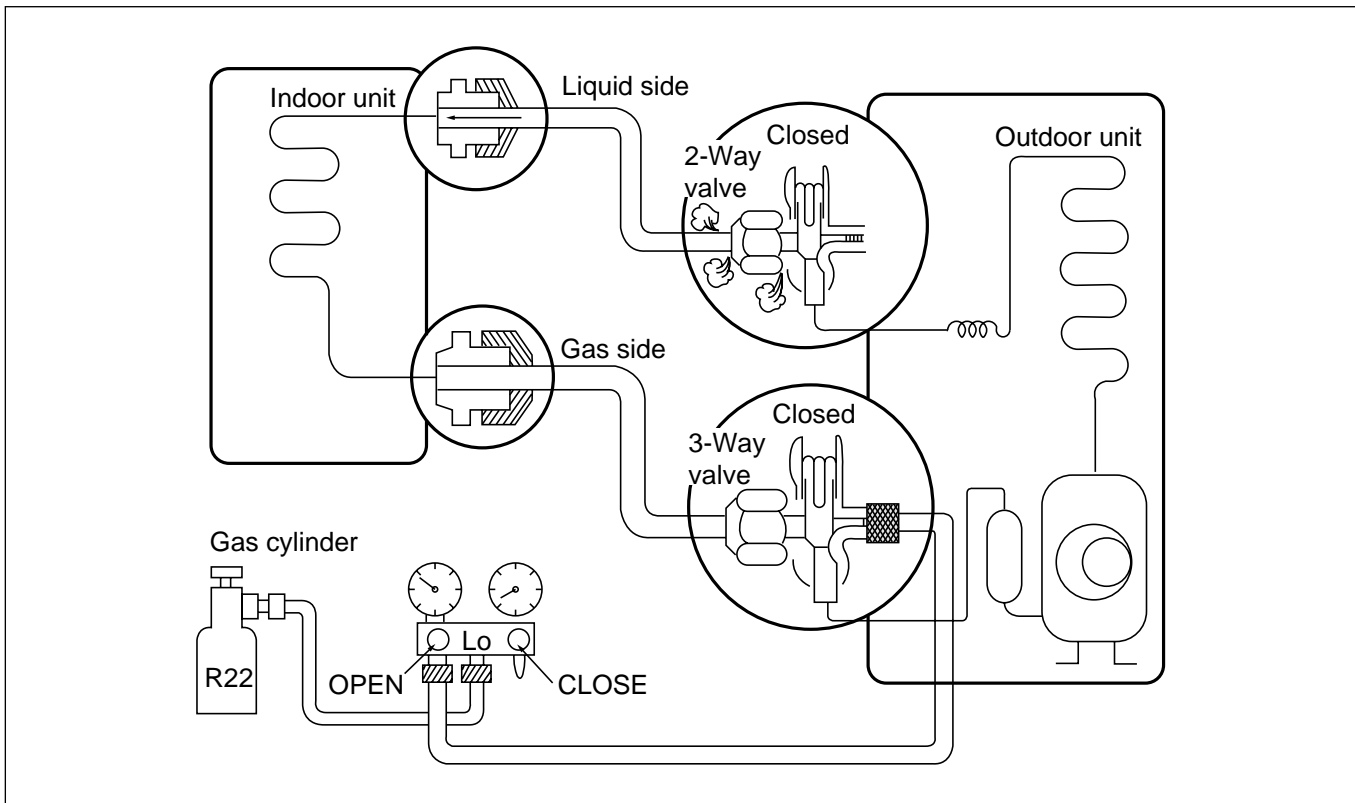 Indoor unit
Liquid side
Closed
2-Way
valve
Outdoor unit
Gas side
Closed
3-Way
valve
Gas cylinder
R22
Lo
OPEN
CLOSE